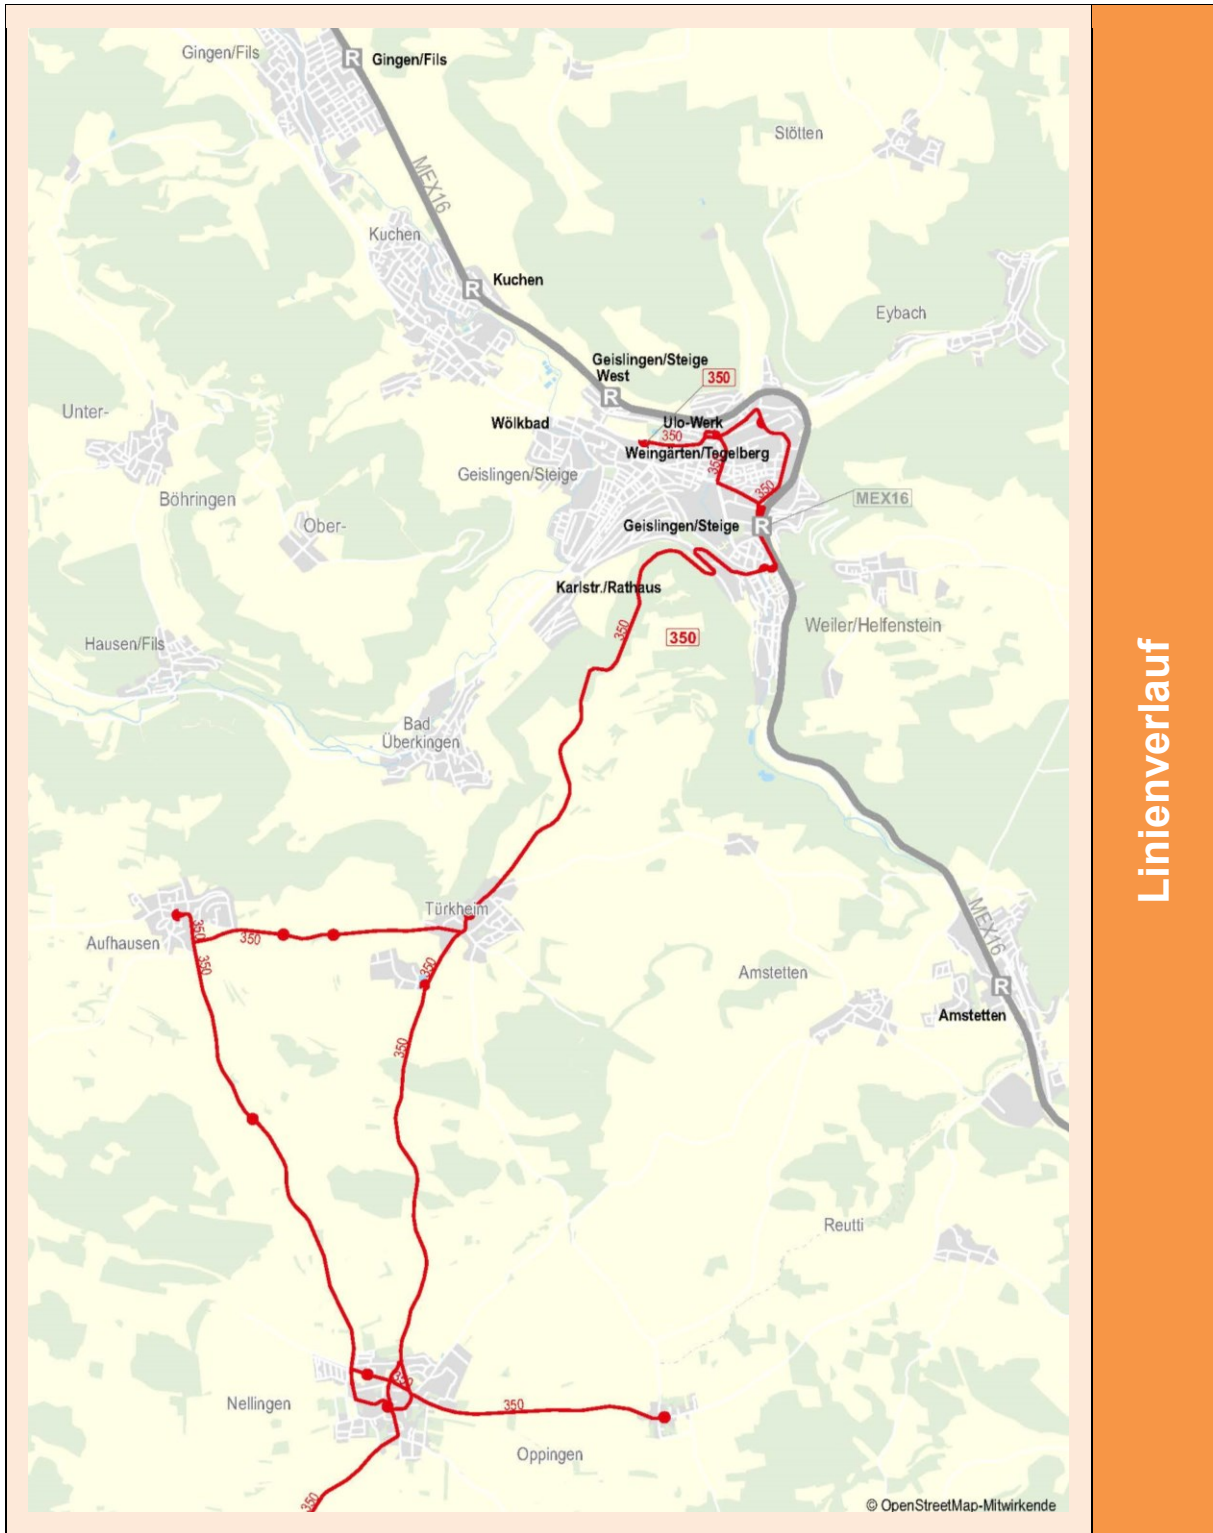 Gingen/Fils
R
Gingen/Fils
Stötten
MEX16
Kuchen
R
Kuchen
Eybach
Geislingen/Steige
West
R
350
Unter-
Wölkbad
Ulo-Werk
350
Weingärten/Tegelberg
350
Geislingen/Steige
350
Böhringen
MEX16
Ober-
Geislingen/Steige
R
Karlstr./Rathaus
350
350
Weiler/Helfenstein
Hausen/Fils
Bad
Überkingen
Linienverlauf
Türkheim
350
Aufhausen
350
350
350
MEX16
Amstetten
R
Amstetten
350
Reutti
350
Nellingen
350
Oppingen
350
© OpenStreetMap-Mitwirkende